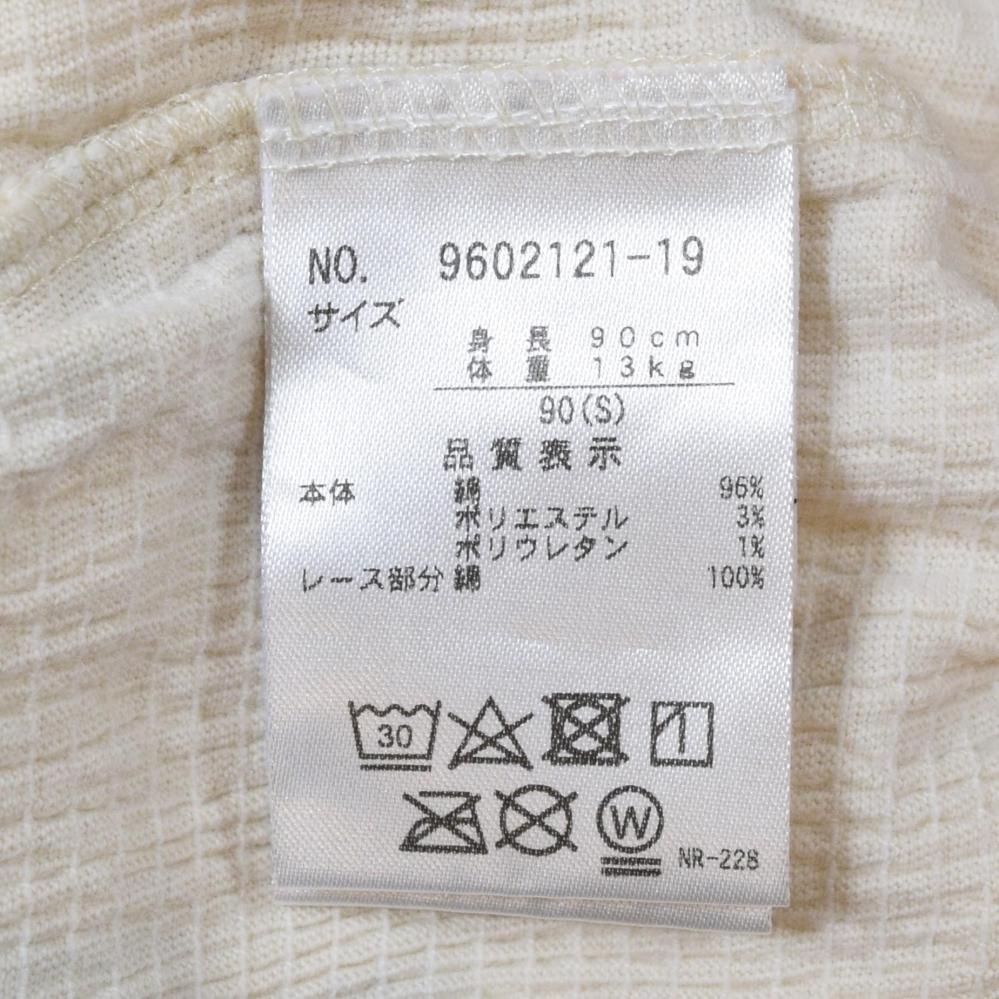 NO. 9602121-19
サイズ
身長 90cm
体重 13kg
90(S)
品質表示
本体 綿 96%
ポリエステル 3%
ポリウレタン 1%
レース部分 綿 100%
30
W
NR-228